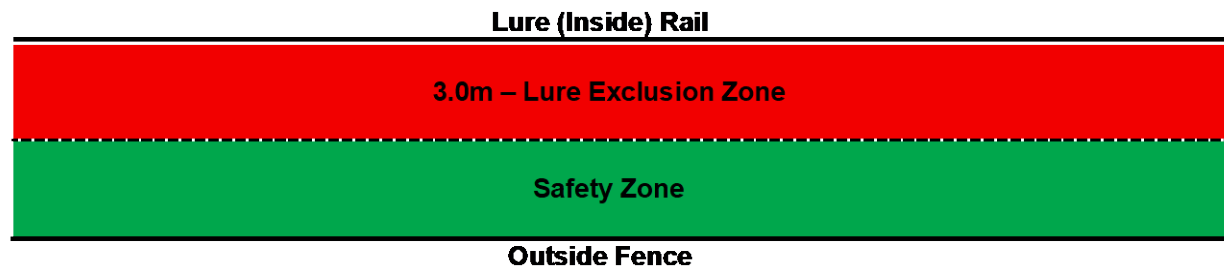 Lure (Inside) Rail
3.0m – Lure Exclusion Zone
Safety Zone
Outside Fence